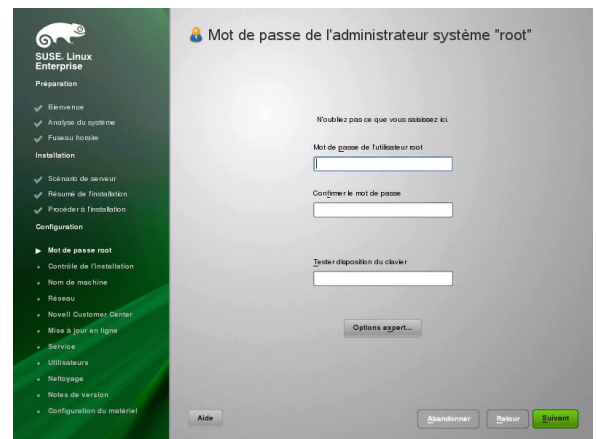 SUSE Linux
Enterprise
Préparation
Bienvenue
Analyse du système
Fuseau horaire
Installation
Scénario de serveur
Résumé de l'installation
Procéder à l'installation
Configuration
Mot de passe root
Contrôle de l'installation
Nom de machine
Réseau
Novell Customer Center
Mise à jour en ligne
Service
Utilisateurs
Nettoyage
Notes de version
Configuration du matériel
Mot de passe de l'administrateur système "root"
N'oubliez pas ce que vous saisissez ici.
Mot de passe de l'utilisateur root
Confirmer le mot de passe
Tester disposition du clavier
Options expert...
Aide
Abandonner
Retour
Suivant